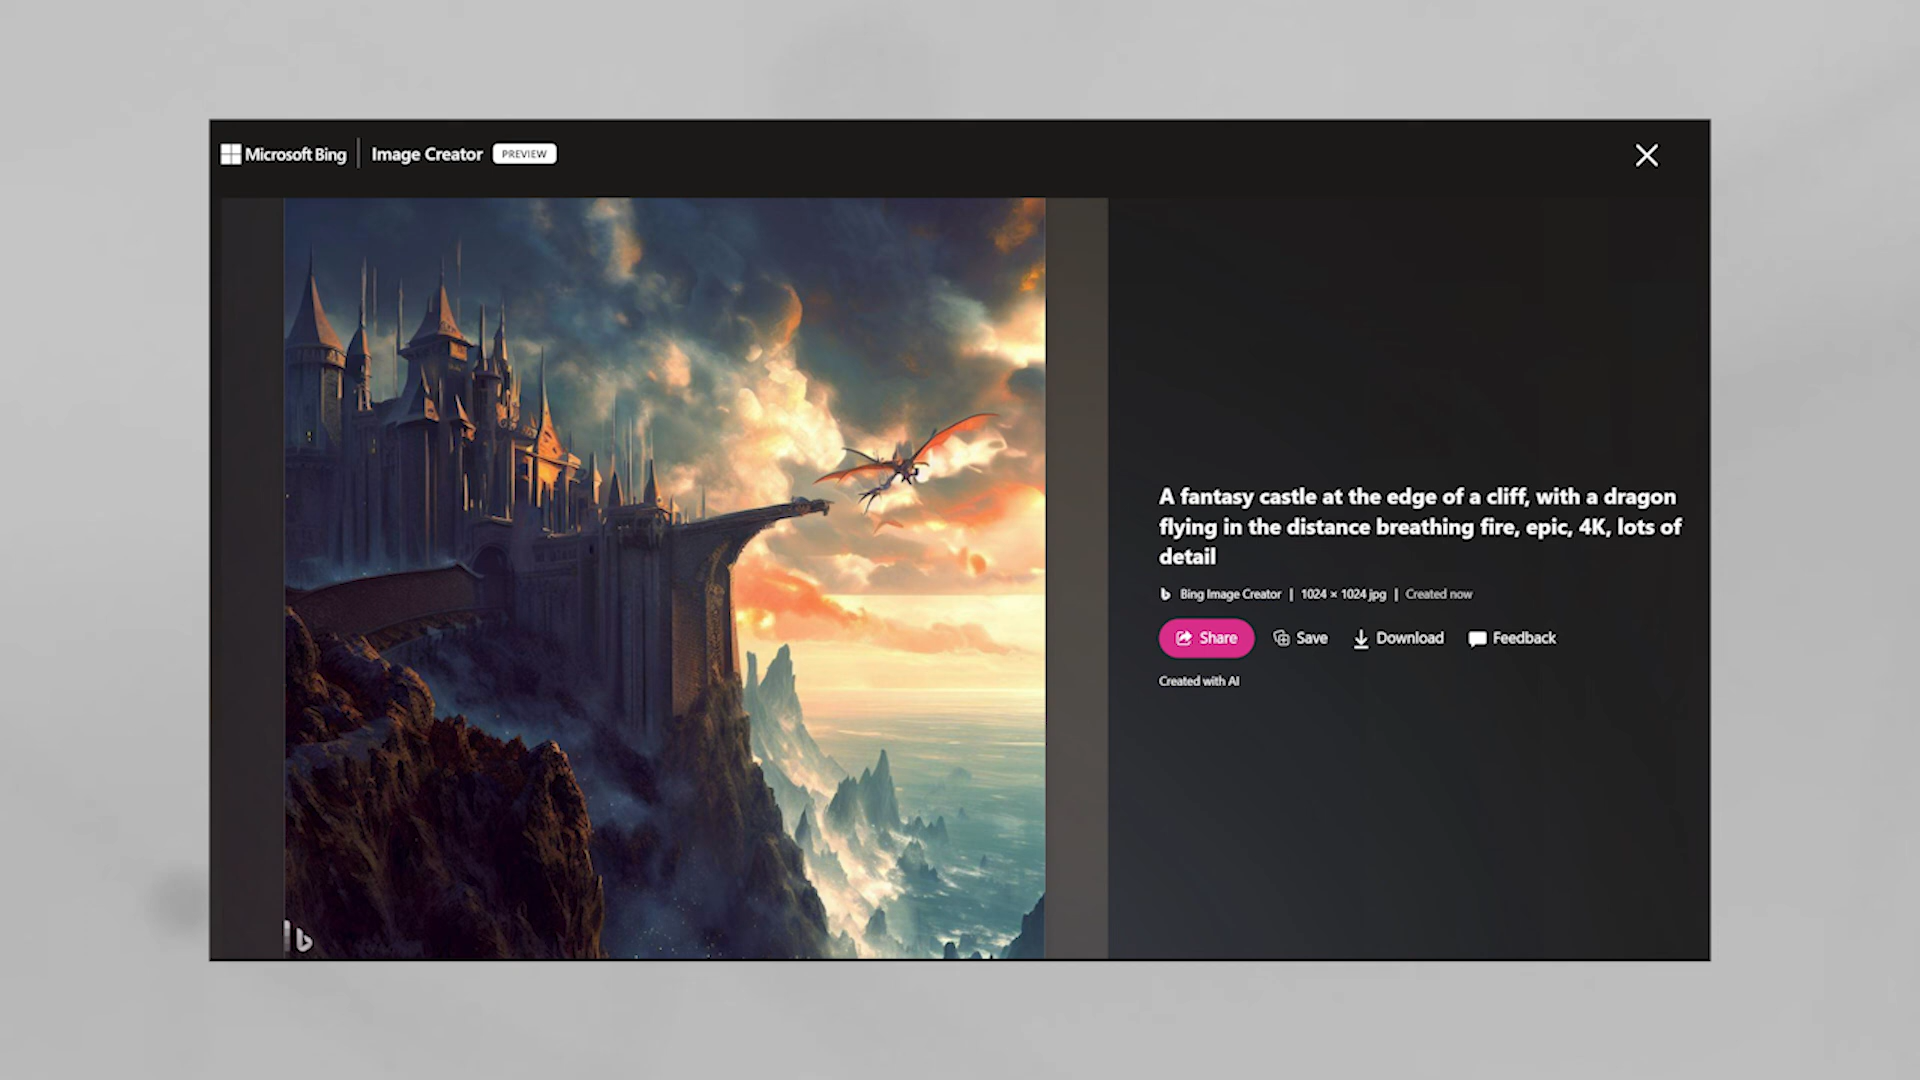 Microsoft Bing | Image Creator PREVIEW
A fantasy castle at the edge of a cliff, with a dragon
flying in the distance breathing fire, epic, 4K, lots of
detail
Bing Image Creator | 1024 × 1024 jpg | Created now
Share Save Download Feedback
Created with AI